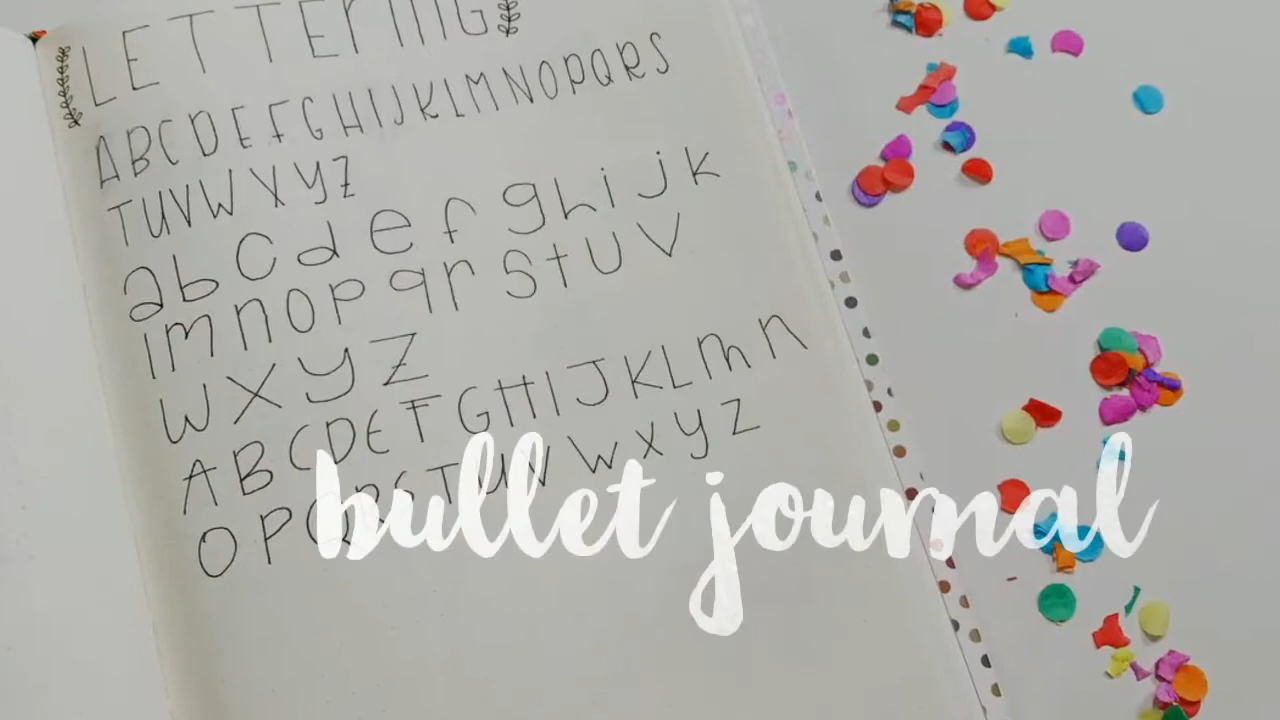 LETTErING
ABCDEFGHIJKLMNOPQRS
TUVWXYZ
abcdefghijk
lmnopqrstuv
wxyz
ABCDEFGHIJKLmn
OPQRSTUVWXYZ
bullet journal